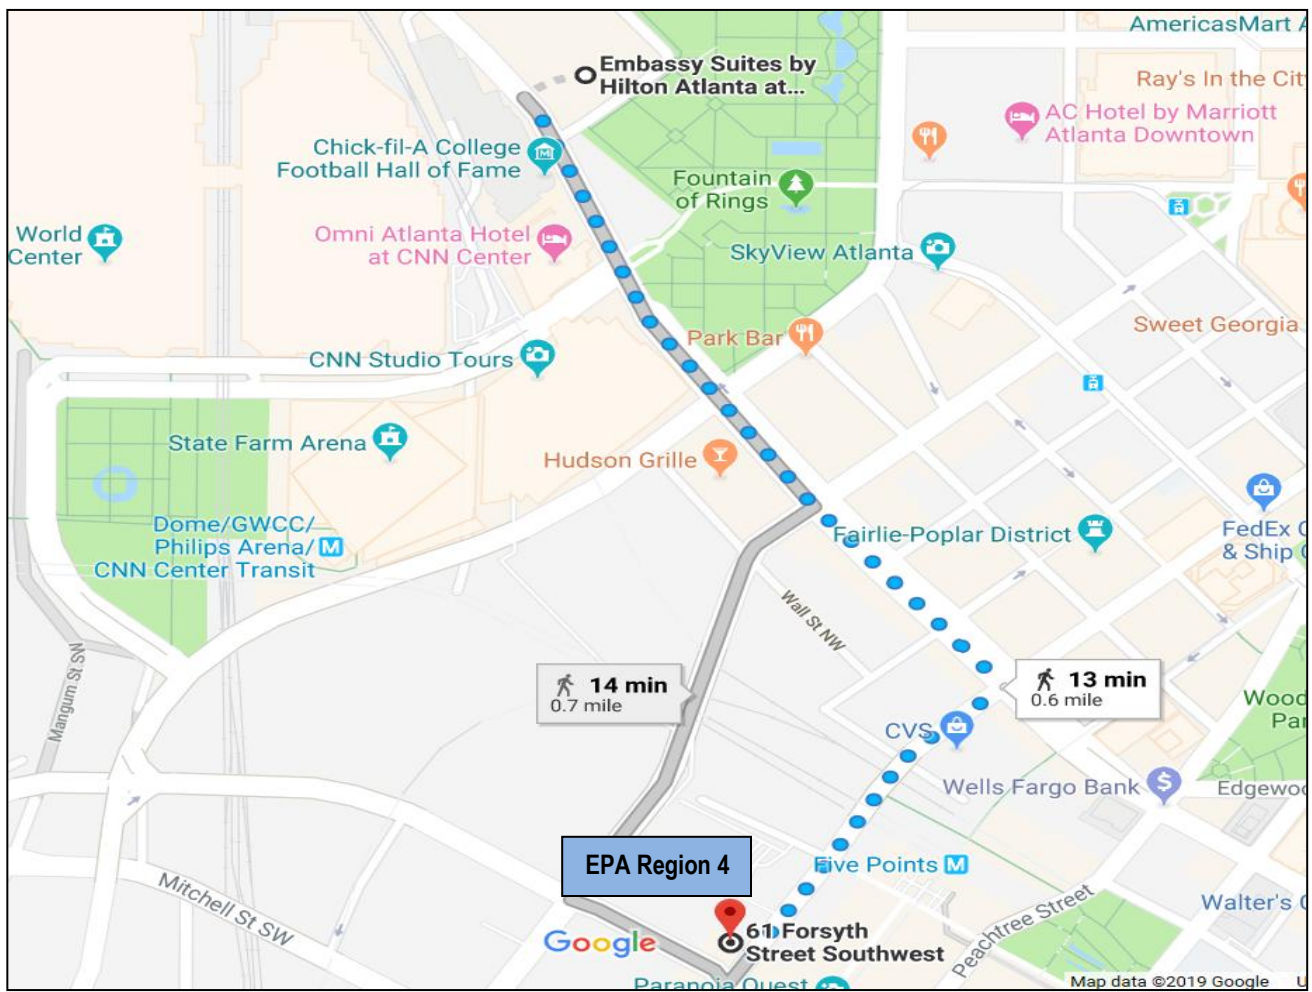 AmericasMart A
Embassy Suites by
Hilton Atlanta at...
Ray's In the Cit
AC Hotel by Marriott
Atlanta Downtown
Chick-fil-A College
Football Hall of Fame
Fountain
of Rings
World
Center
Omni Atlanta Hotel
at CNN Center
SkyView Atlanta
Sweet Georgia
Park Bar
CNN Studio Tours
State Farm Arena
Hudson Grille
Dome/GWCC/
Philips Arena/ M
CNN Center Transit
Fairlie-Poplar District
FedEx
& Ship
Wall St NW
Mangum St SW
14 min
0.7 mile
13 min
0.6 mile
Wood
Par
CVS
Wells Fargo Bank
$
Edgewoo
EPA Region 4
Five Points M
Mitchell St SW
Walter's
Peachtree Street
Google
61 Forsyth
Street Southwest
Paranoia Quest
Map data ©2019 Google
U